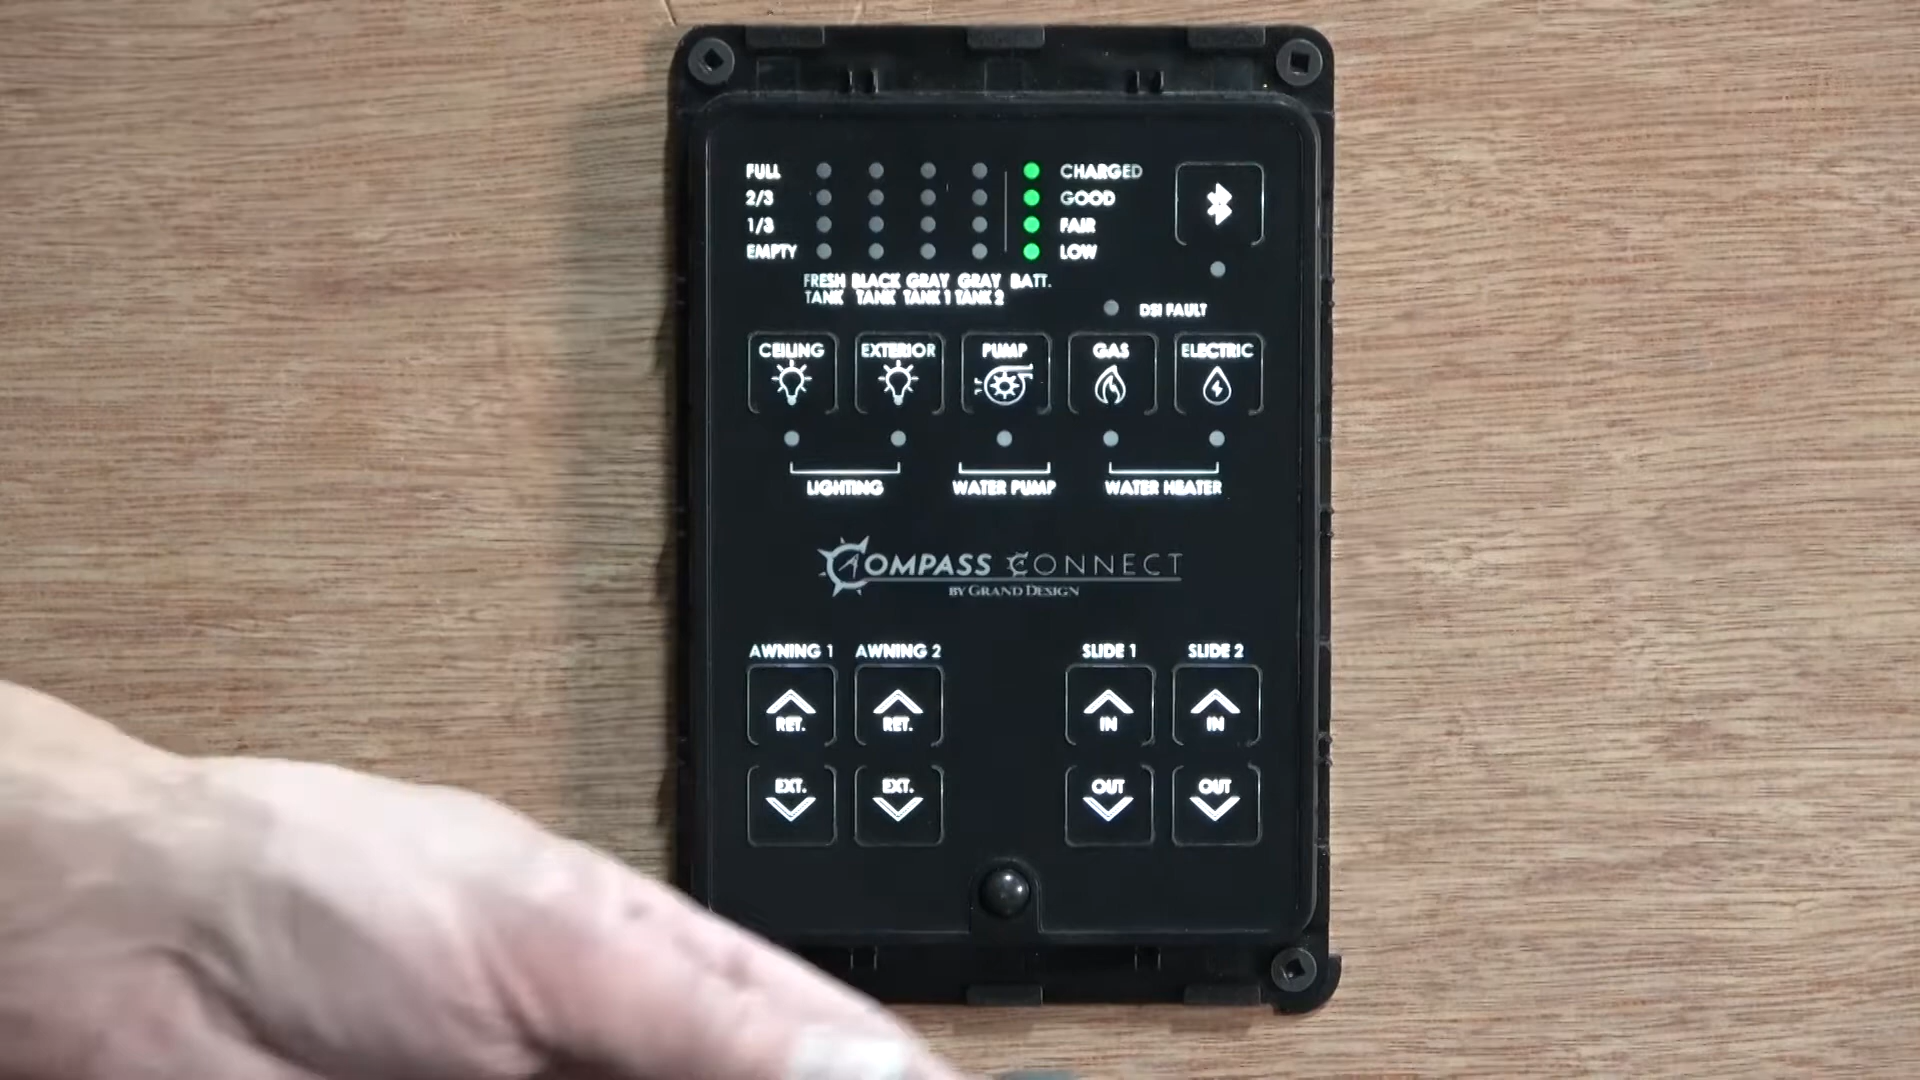 FULL CHARGED
2/3 GOOD
1/3 FAIR
EMPTY LOW
FRESH TANK BLACK TANK GRAY TANK 1 GRAY TANK 2 BATT.
DSI FAULT
CEILING EXTERIOR PUMP GAS ELECTRIC
LIGHTING WATER PUMP WATER HEATER
COMPASS CONNECT
BY GRAND DESIGN
AWNING 1 AWNING 2 SLIDE 1 SLIDE 2
RET. RET. IN IN
EXT. EXT. OUT OUT